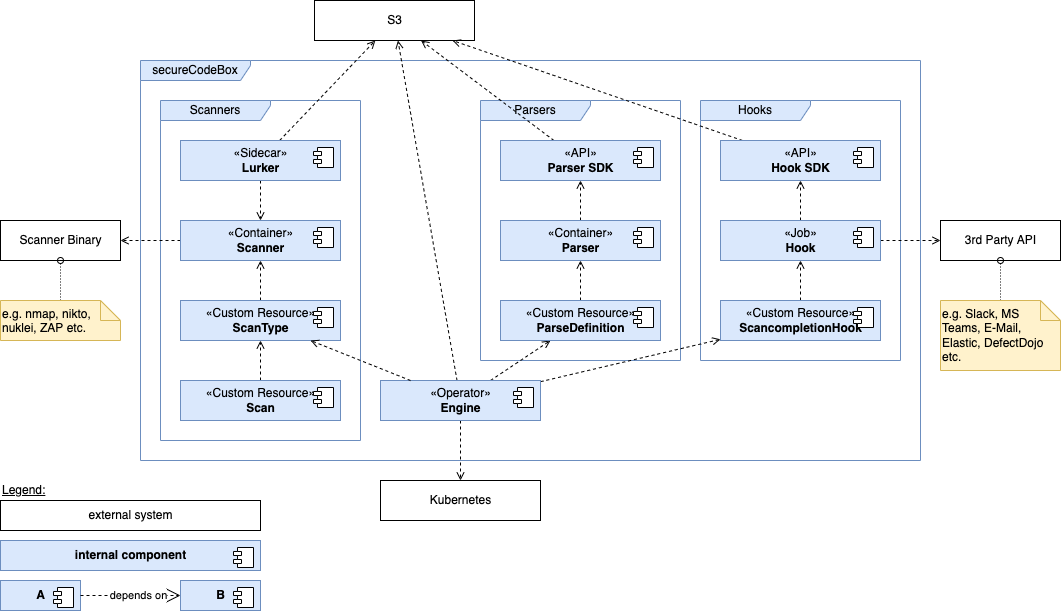 S3
secureCodeBox
Scanners
Parsers
Hooks
«Sidecar»
Lurker
«API»
Parser SDK
«API»
Hook SDK
Scanner Binary
«Container»
Scanner
«Container»
Parser
«Job»
Hook
3rd Party API
e.g. nmap, nikto,
nuklei, ZAP etc.
«Custom Resource»
ScanType
«Custom Resource»
ParseDefinition
«Custom Resource»
ScancompletionHook
e.g. Slack, MS
Teams, E-Mail,
Elastic, DefectDojo
etc.
«Custom Resource»
Scan
«Operator»
Engine
Kubernetes
Legend:
external system
internal component
A
depends on
B